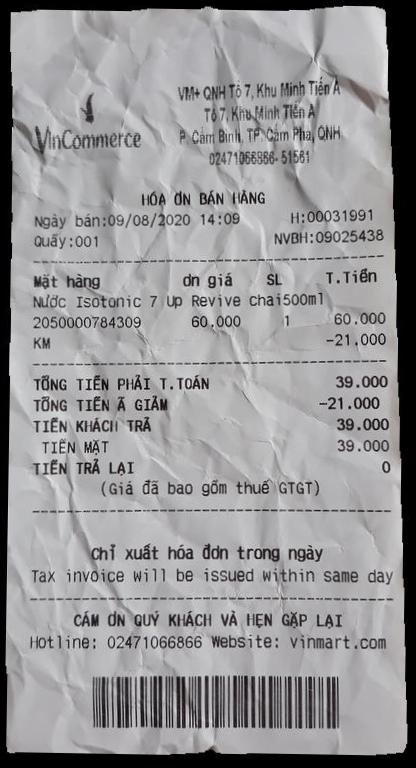 VinCommerce
VM+ QNH Tổ 7, Khu Minh Tiến A
Tổ 7, Khu Minh Tiến A
P. Cẩm Bình, TP. Cẩm Phả, QNH
02471066866- 51561
HÓA ƠN BÁN HÀNG
Ngày bán:09/08/2020 14:09 H:00031991
Quầy:001 NVBH:09025438
Mặt hàng ơn giá SL T.Tiền
Nước Isotonic 7 Up Revive chai500ml
2050000784309 60.000 1 60.000
KM -21.000
TỔNG TIỀN PHẢI T.TOÁN 39.000
TỔNG TIỀN Ã GIẢM -21.000
TIỀN KHÁCH TRẢ 39.000
TIỀN MẶT 39.000
TIỀN TRẢ LẠI 0
(Giá đã bao gồm thuế GTGT)
Chỉ xuất hóa đơn trong ngày
Tax invoice will be issued within same day
CẢM ƠN QUÝ KHÁCH VÀ HẸN GẶP LẠI
Hotline: 02471066866 Website: vinmart.com